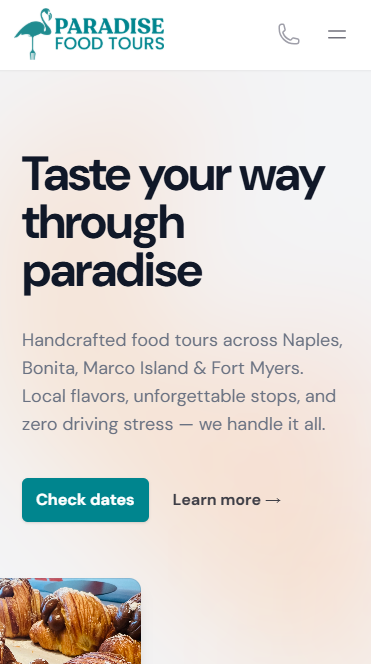 PARADISE
FOOD TOURS
Taste your way
through
paradise
Handcrafted food tours across Naples,
Bonita, Marco Island & Fort Myers.
Local flavors, unforgettable stops, and
zero driving stress — we handle it all.
Check dates
Learn more →